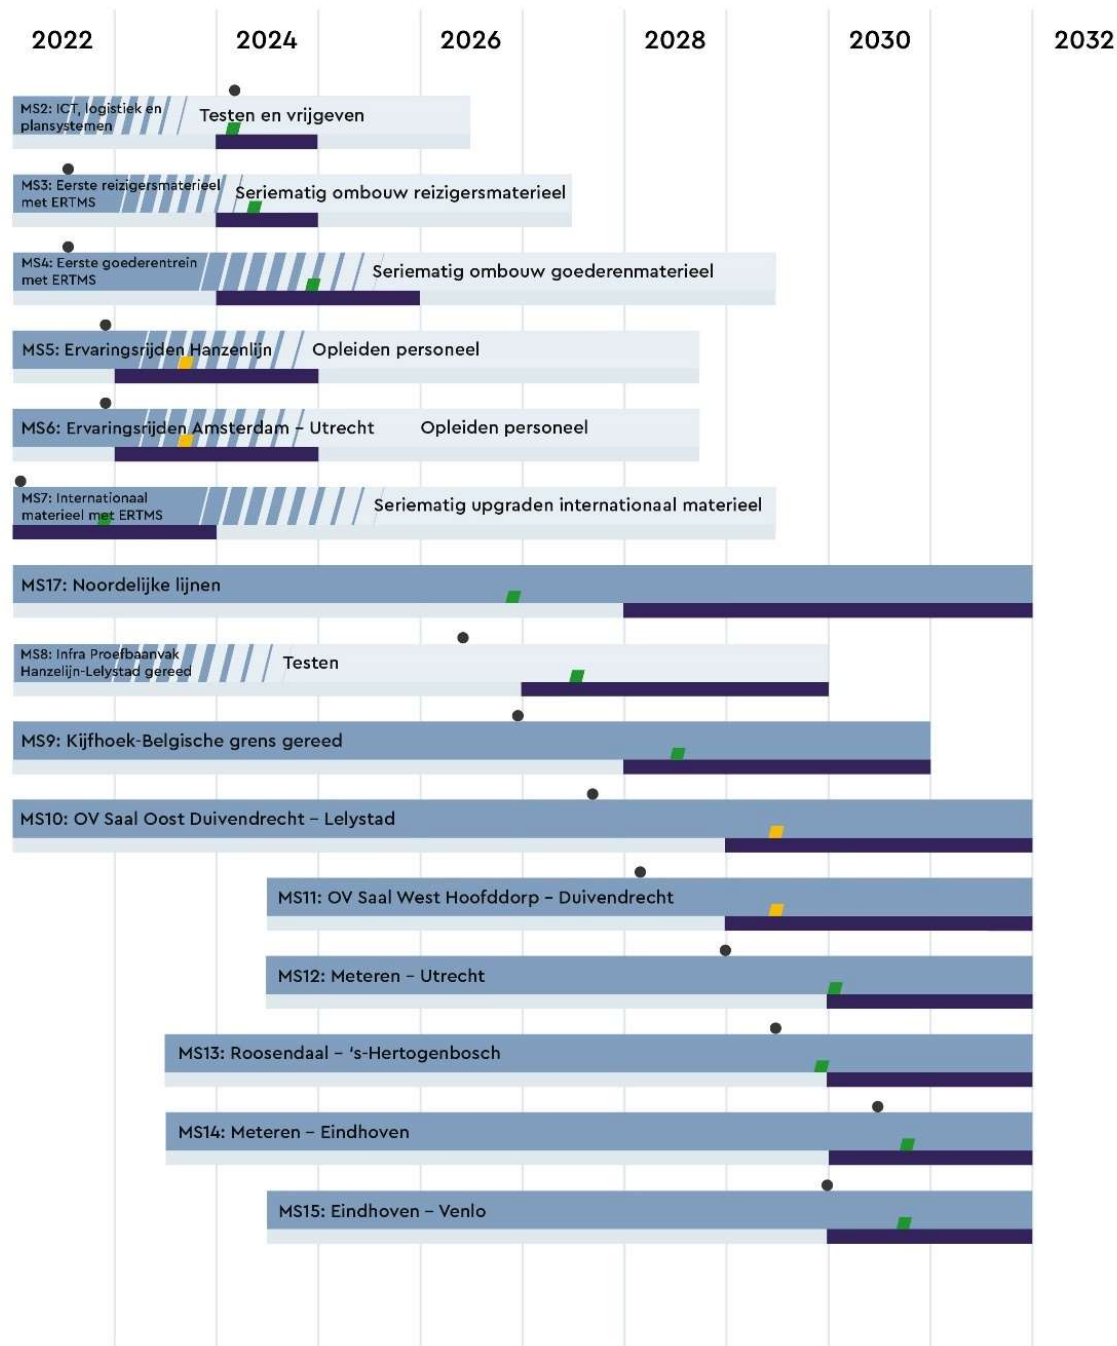 2022 2024 2026 2028 2030 2032
MS2: ICT, logistiek en
plansystemen
Testen en vrijgeven
MS3: Eerste reizigersmaterieel
met ERTMS
Seriematig ombouw reizigersmaterieel
MS4: Eerste goederentrein
met ERTMS
Seriematig ombouw goederenmaterieel
MS5: Ervaringsrijden Hanzenlijn Opleiden personeel
MS6: Ervaringsrijden Amsterdam – Utrecht Opleiden personeel
MS7: Internationaal
materieel met ERTMS
Seriematig upgraden internationaal materieel
MS17: Noordelijke lijnen
MS8: Infra Proefbaanvak
Hanzelijn-Lelystad gereed
Testen
MS9: Kijfhoek-Belgische grens gereed
MS10: OV Saal Oost Duivendrecht – Lelystad
MS11: OV Saal West Hoofddorp – Duivendrecht
MS12: Meteren – Utrecht
MS13: Roosendaal – ‘s-Hertogenbosch
MS14: Meteren – Eindhoven
MS15: Eindhoven – Venlo